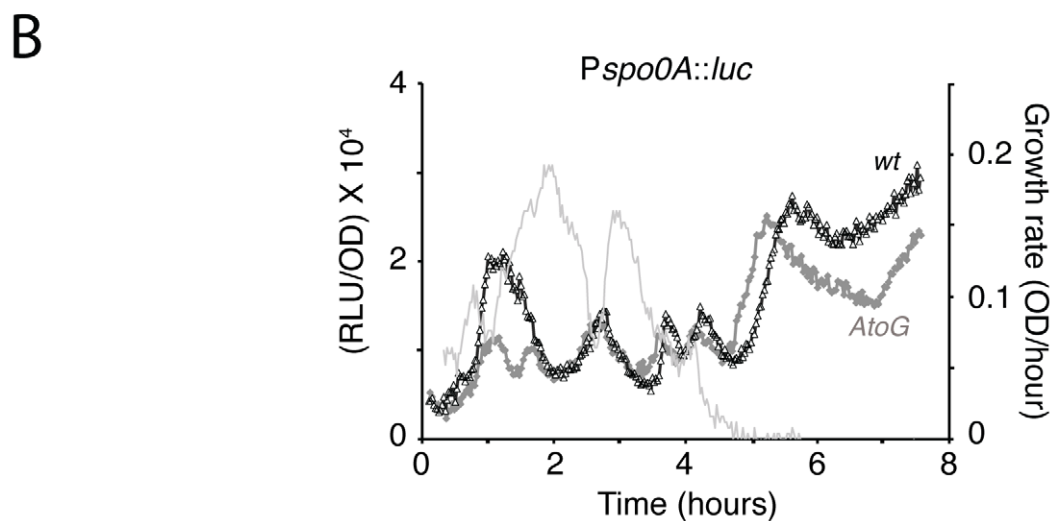 B
Pspo0A::luc
(RLU/OD) X 10⁴
4
2
0
wt
AtoG
0.2
0.1
0
Growth rate (OD/hour)
0 2 4 6 8
Time (hours)